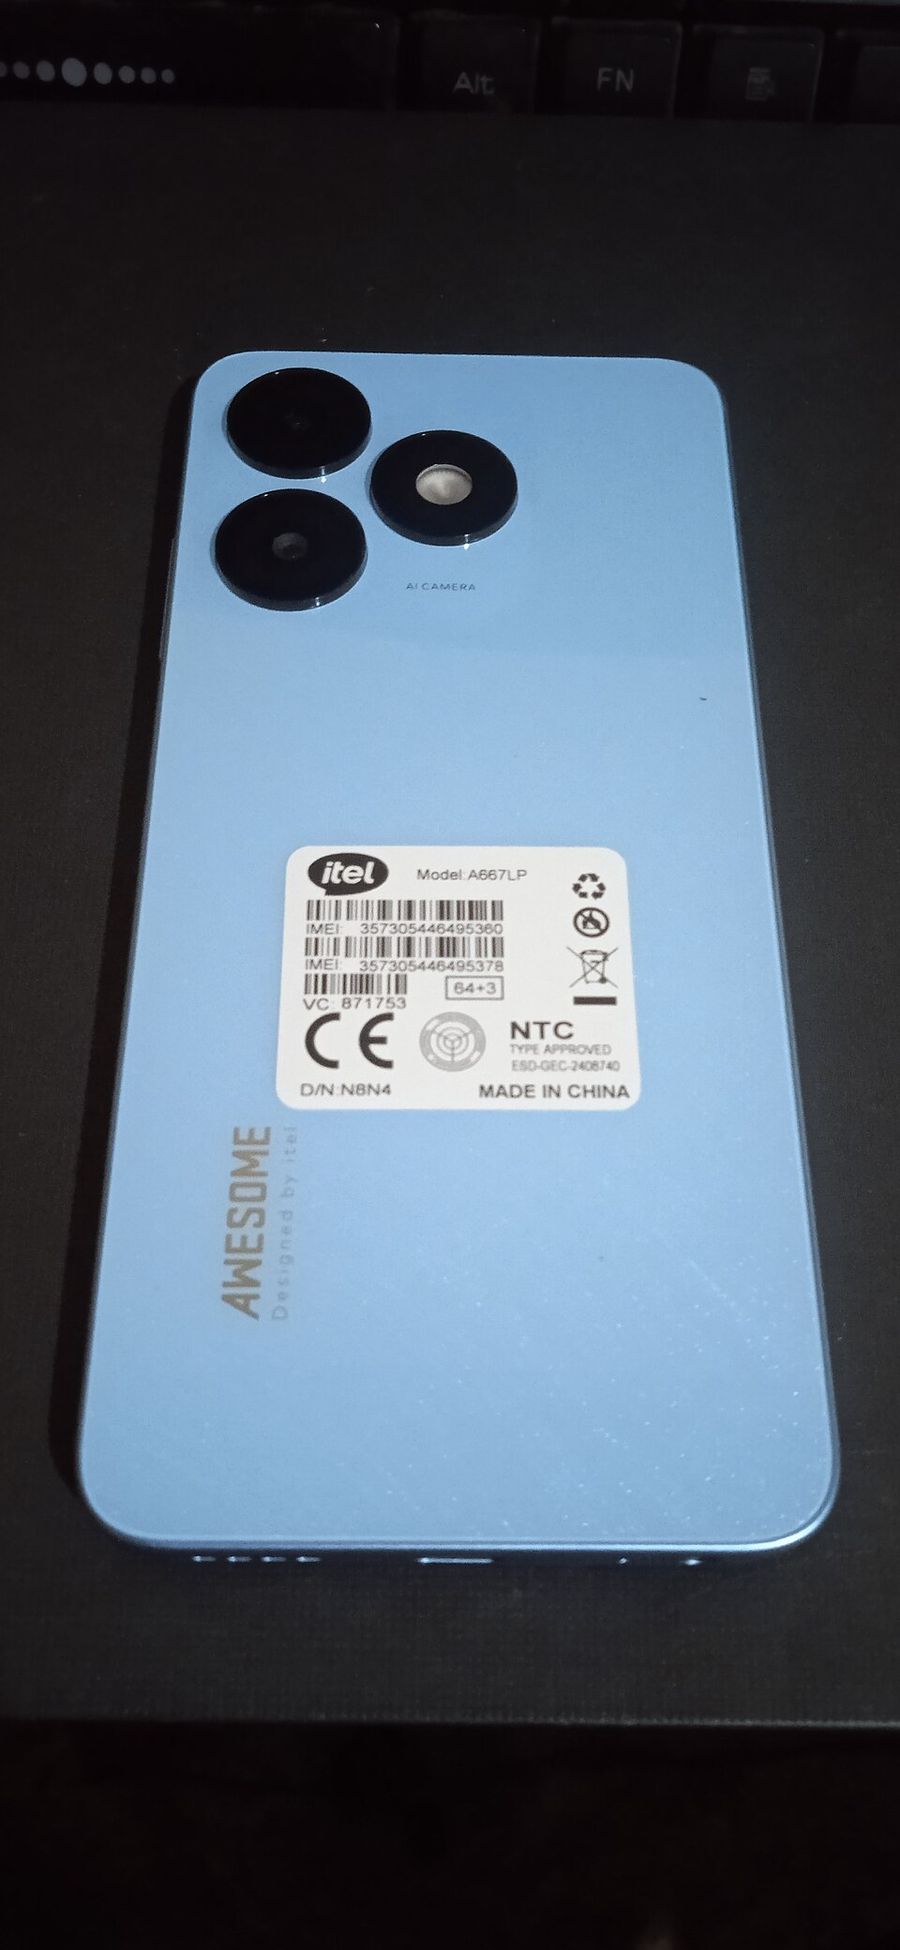 Alt
FN
AI CAMERA
itel
Model:A667LP
IMEI: 357305446495360
IMEI: 357305446495378
VC: 871753
64+3
CE
NTC
TYPE APPROVED
ESD-GEC-2408740
D/N:N8N4
MADE IN CHINA
AWESOME
Designed by itel